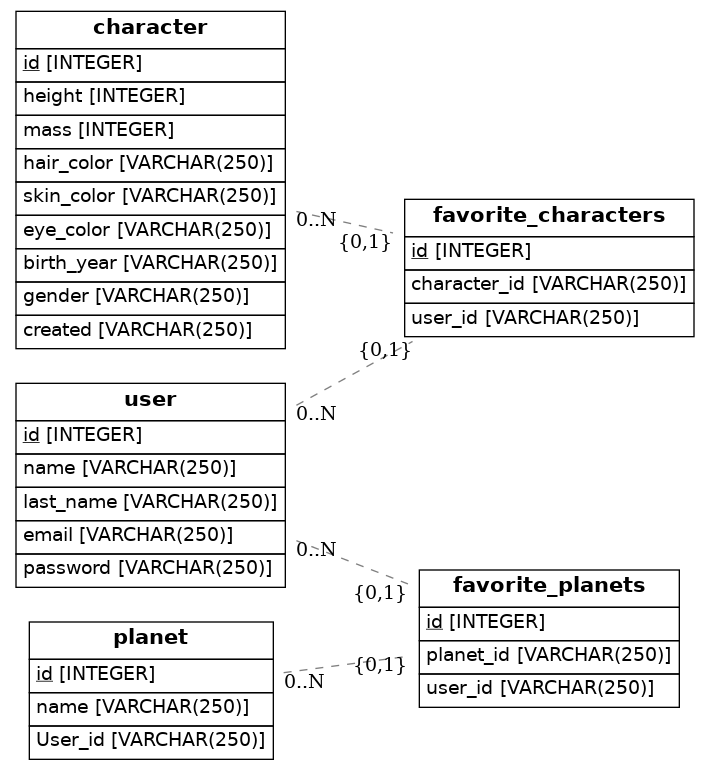 character
id [INTEGER]
height [INTEGER]
mass [INTEGER]
hair_color [VARCHAR(250)]
skin_color [VARCHAR(250)]
eye_color [VARCHAR(250)]
birth_year [VARCHAR(250)]
gender [VARCHAR(250)]
created [VARCHAR(250)]
0..N
{0,1}
favorite_characters
id [INTEGER]
character_id [VARCHAR(250)]
user_id [VARCHAR(250)]
{0,1}
0..N
user
id [INTEGER]
name [VARCHAR(250)]
last_name [VARCHAR(250)]
email [VARCHAR(250)]
password [VARCHAR(250)]
0..N
{0,1}
favorite_planets
id [INTEGER]
planet_id [VARCHAR(250)]
user_id [VARCHAR(250)]
planet
id [INTEGER]
name [VARCHAR(250)]
User_id [VARCHAR(250)]
0..N
{0,1}